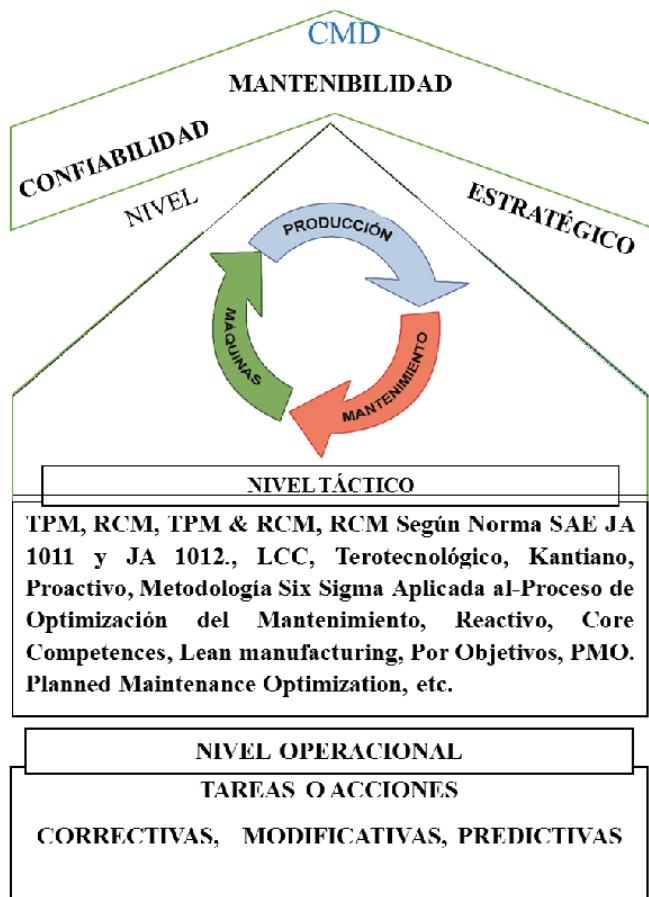 CMD
MANTENIBILIDAD
CONFIABILIDAD
NIVEL
ESTRATÉGICO
PRODUCCIÓN
MÁQUINAS
MANTENIMIENTO
NIVEL TÁCTICO
TPM, RCM, TPM & RCM, RCM Según Norma SAE JA
1011 y JA 1012., LCC, Terotecnológico, Kantiano,
Proactivo, Metodología Six Sigma Aplicada al-Proceso de
Optimización del Mantenimiento, Reactivo, Core
Competences, Lean manufacturing, Por Objetivos, PMO.
Planned Maintenance Optimization, etc.
NIVEL OPERACIONAL
TAREAS O ACCIONES
CORRECTIVAS, MODIFICATIVAS, PREDICTIVAS